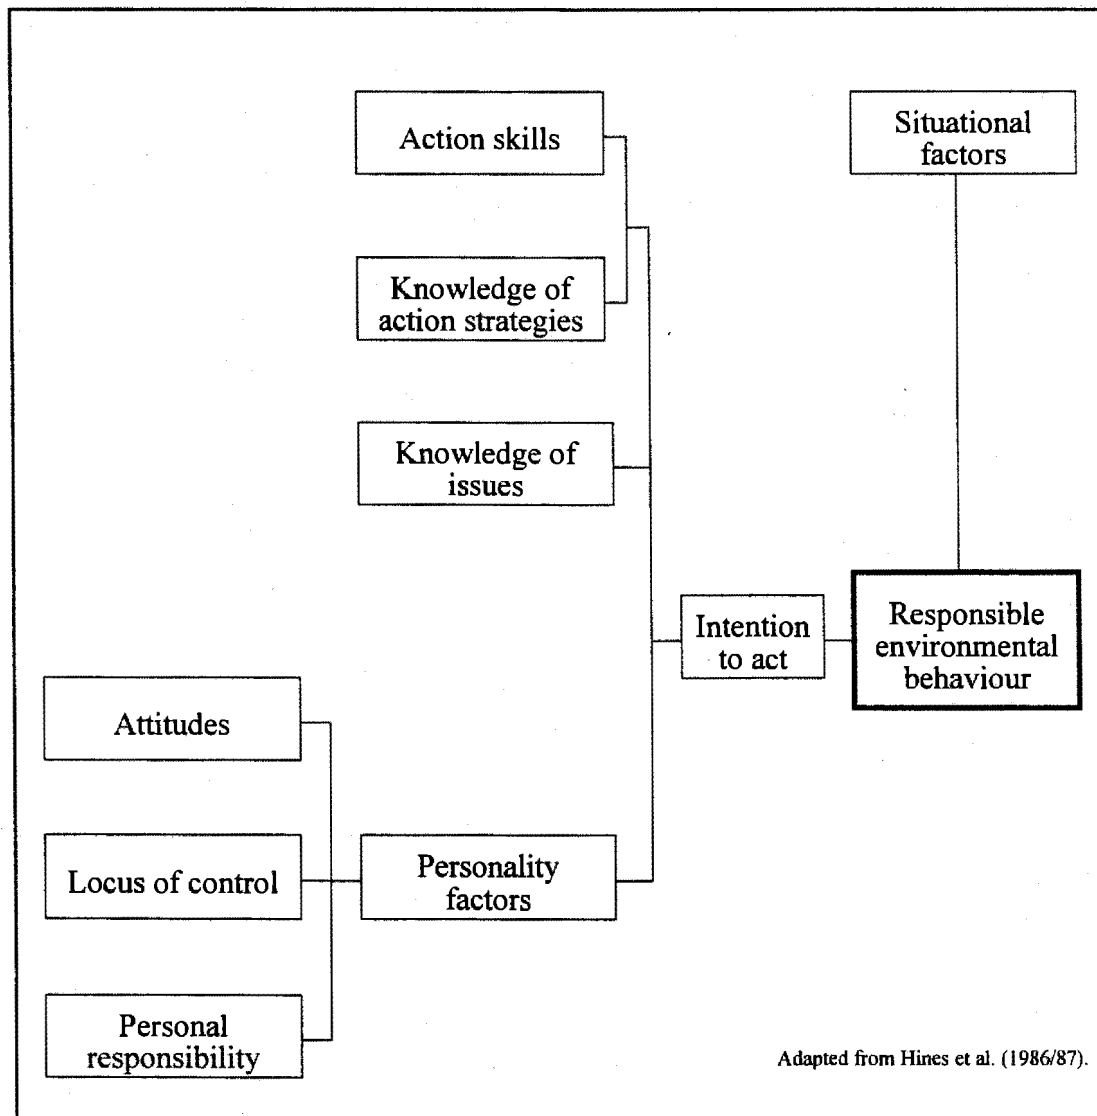 Action skills
Situational
factors
Knowledge of
action strategies
Knowledge of
issues
Intention
to act
Responsible
environmental
behaviour
Attitudes
Locus of control
Personality
factors
Personal
responsibility
Adapted from Hines et al. (1986/87).